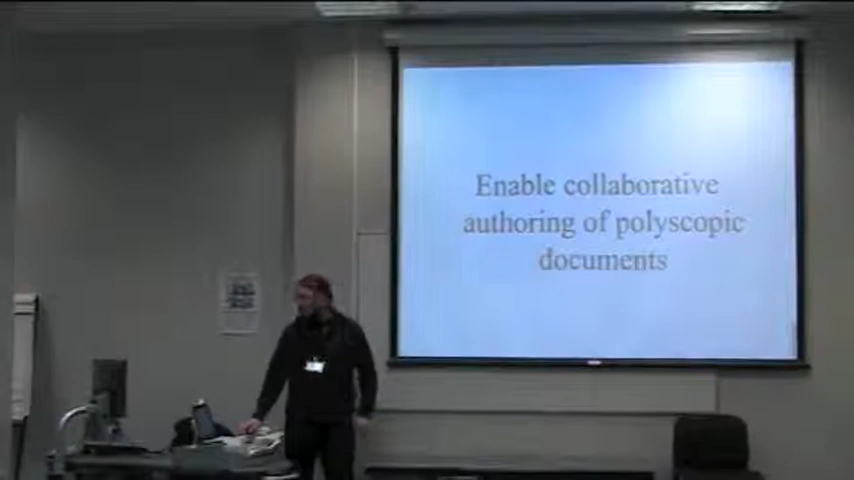 Enable collaborative
authoring of polyscopic
documents